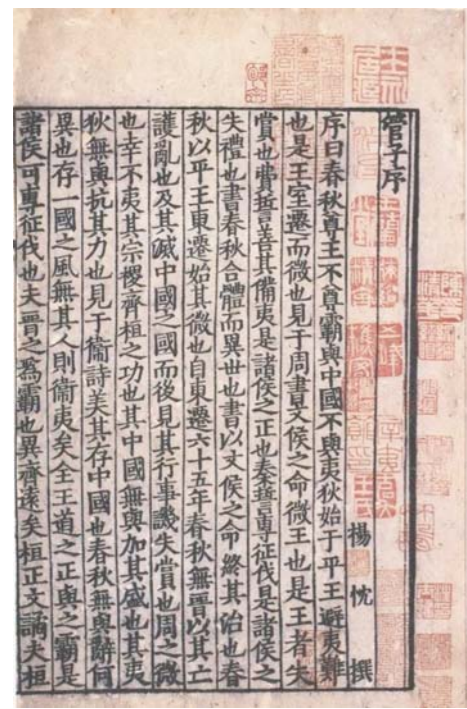 管子序
楊忱撰
序曰春秋尊王不尊霸與中國不與夷狄始于平王避夷難
也是王室遷而微也見于周書文侯之命微王也是王者失
賞也費誓善其備夷是諸侯之正也秦誓專征伐是諸侯之
失禮也書春秋合體而異世也書以文侯之命終其治也春
秋以平王東遷始其微也自東遷六十五年春秋無晉以其亡
護亂也及其滅中國之國而後見其行事譏失賞也周之微
也幸不夷其宗稷齊桓之功也其中國無與加其盛也其夷
狄無與抗其力也見于衞詩美其存中國也春秋無與辭何
異也存一國之風無其人則衞夷矣全王道之正與之霸是
諸侯可專征伐也夫晉之爲霸也異齊遠矣桓正文譎夫桓